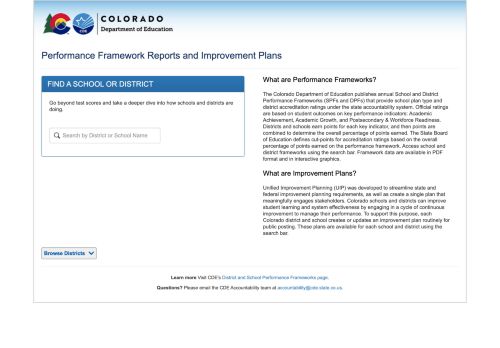 COLORADO
Department of Education
CDE
Performance Framework Reports and Improvement Plans
FIND A SCHOOL OR DISTRICT
Go beyond test scores and take a deeper dive into how schools and districts are
doing.
Search by District or School Name
Browse Districts
What are Performance Frameworks?
The Colorado Department of Education publishes annual School and District
Performance Frameworks (SPFs and DPFs) that provide school plan type and
district accreditation ratings under the state accountability system. Official ratings
are based on student outcomes on key performance indicators: Academic
Achievement, Academic Growth, and Postsecondary & Workforce Readiness.
Districts and schools earn points for each key indicator, and then points are
combined to determine the overall percentage of points earned. The State Board
of Education defines cut-points for accreditation ratings based on the overall
percentage of points earned on the performance framework. Access school and
district frameworks using the search bar. Framework data are available in PDF
format and in interactive graphics.
What are Improvement Plans?
Unified Improvement Planning (UIP) was developed to streamline state and
federal improvement planning requirements, as well as create a single plan that
meaningfully engages stakeholders. Colorado schools and districts can improve
student learning and system effectiveness by engaging in a cycle of continuous
improvement to manage their performance. To support this purpose, each
Colorado district and school creates or updates an improvement plan routinely for
public posting. These plans are available for each school and district using the
search bar.
Learn more Visit CDE's District and School Performance Frameworks page.
Questions? Please email the CDE Accountability team at accountability@cde.state.co.us.